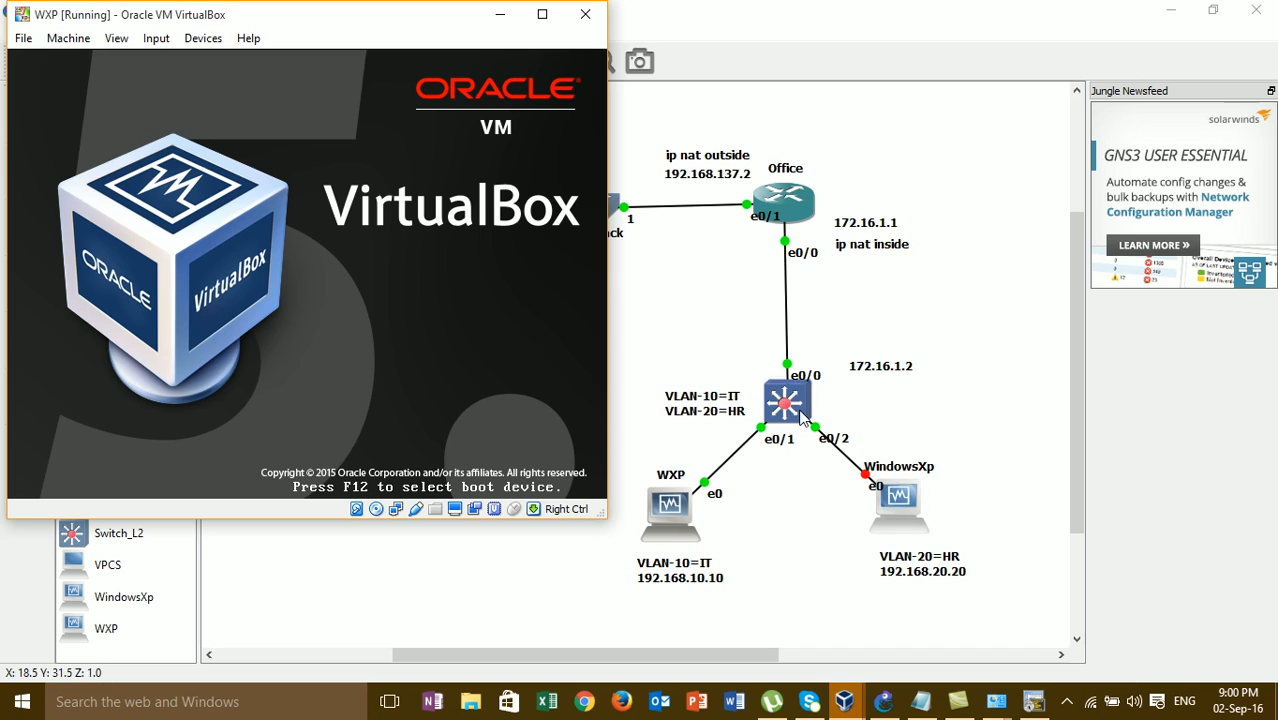 WXP [Running] - Oracle VM VirtualBox
File Machine View Input Devices Help
ORACLE
VM
VirtualBox
ORACLE
VirtualBox
Copyright © 2015 Oracle Corporation and/or its affiliates. All rights reserved.
Press F12 to select boot device.
Right Ctrl
ip nat outside
192.168.137.2
Office
1
e0/1
172.16.1.1
ip nat inside
e0/0
172.16.1.2
e0/0
VLAN-10=IT
VLAN-20=HR
e0/1
e0/2
WXP
e0
WindowsXp
e0
VLAN-10=IT
192.168.10.10
VLAN-20=HR
192.168.20.20
Jungle Newsfeed
solarwinds
GNS3 USER ESSENTIAL
Automate config changes &
bulk backups with Network
Configuration Manager
LEARN MORE »
Switch_L2
VPCS
WindowsXp
WXP
X: 18.5 Y: 31.5 Z: 1.0
Search the web and Windows
ENG
9:00 PM
02-Sep-16